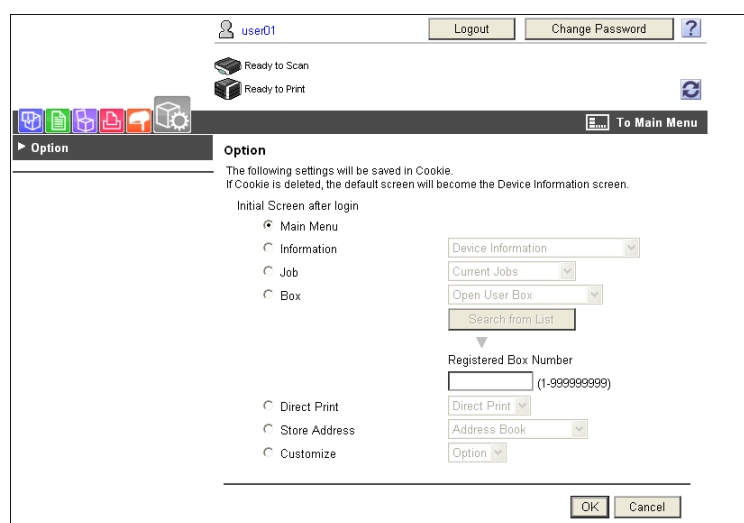 user01 Logout Change Password ?
Ready to Scan
Ready to Print
To Main Menu
Option
Option
The following settings will be saved in Cookie.
If Cookie is deleted, the default screen will become the Device Information screen.
Initial Screen after login
Main Menu
Information Device Information
Job Current Jobs
Box Open User Box
Search from List
Registered Box Number
(1-999999999)
Direct Print Direct Print
Store Address Address Book
Customize Option
OK Cancel